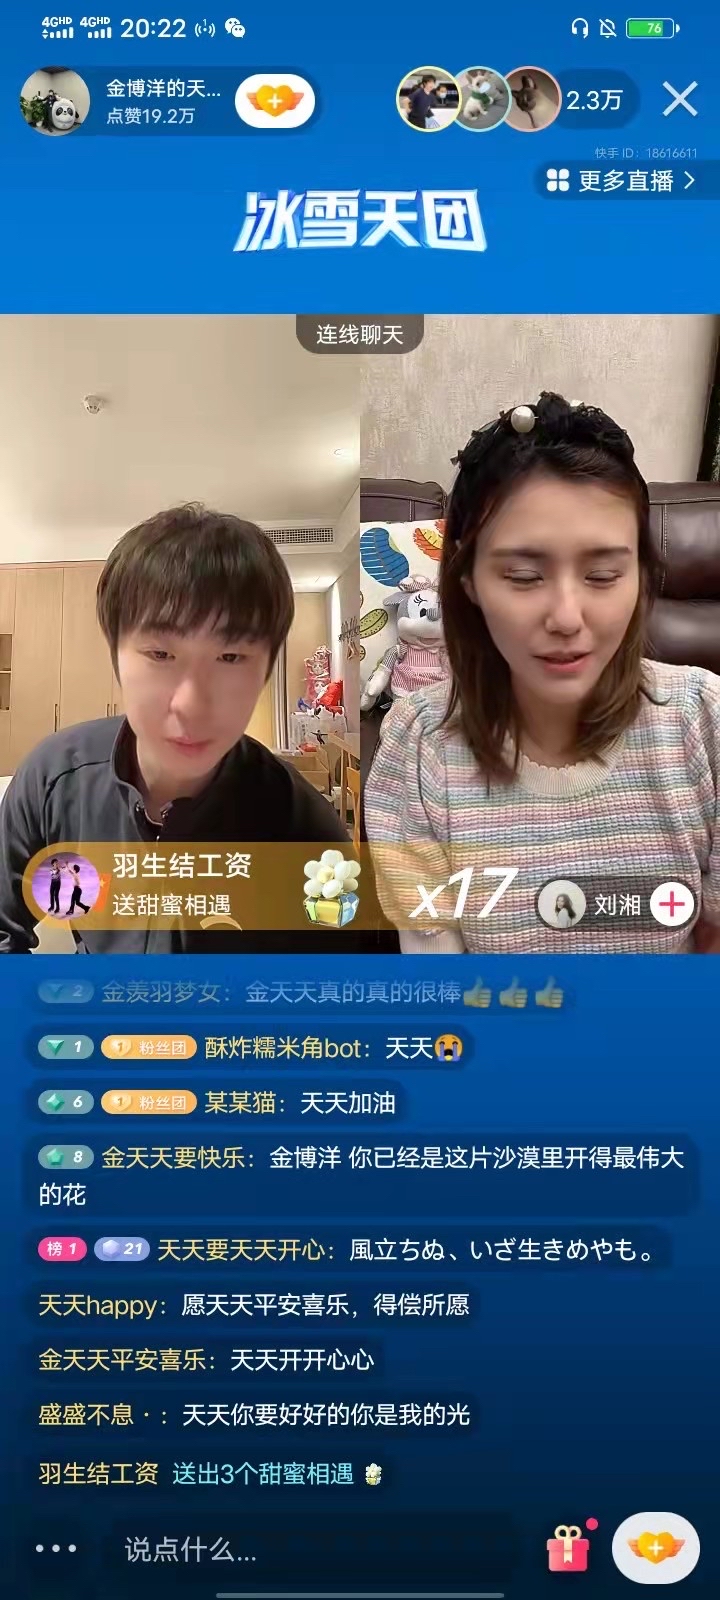 4GHD 4GHD 20:22 76
金博洋的天...
点赞19.2万
2.3万
快手 ID: 18616611
更多直播
冰雪天团
连线聊天
羽生结工资
送甜蜜相遇
x17
刘湘
2 金羡羽梦女：金天天真的真的很棒👍👍👍
1 1 粉丝团 酥炸糯米角bot：天天😭
6 1 粉丝团 某某猫：天天加油
8 金天天要快乐：金博洋 你已经是这片沙漠里开得最伟大
的花
榜 1 21 天天要天天开心：風立ちぬ、いざ生きめやも。
天天happy：愿天天平安喜乐，得偿所愿
金天天平安喜乐：天天开开心心
盛盛不息·：天天你要好好的你是我的光
羽生结工资 送出3个甜蜜相遇
说点什么...